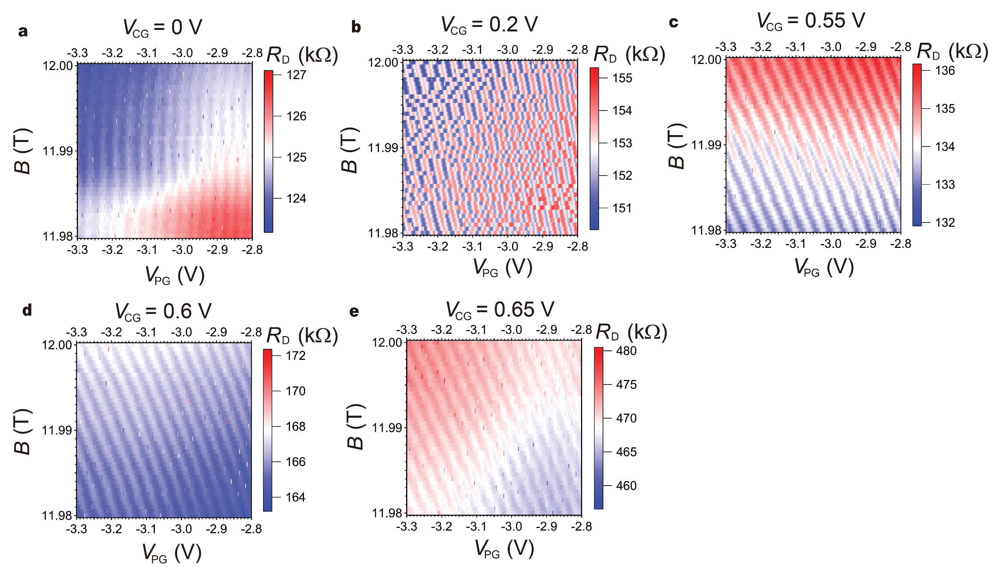 a
V_CG = 0 V
-3.3 -3.2 -3.1 -3.0 -2.9 -2.8
R_D (kΩ)
12.00
11.99
11.98
B (T)
127
126
125
124
-3.3 -3.2 -3.1 -3.0 -2.9 -2.8
V_PG (V)
b
V_CG = 0.2 V
-3.3 -3.2 -3.1 -3.0 -2.9 -2.8
R_D (kΩ)
12.00
11.99
11.98
B (T)
155
154
153
152
151
-3.3 -3.2 -3.1 -3.0 -2.9 -2.8
V_PG (V)
c
V_CG = 0.55 V
-3.3 -3.2 -3.1 -3.0 -2.9 -2.8
R_D (kΩ)
12.00
11.99
11.98
B (T)
136
135
134
133
132
-3.3 -3.2 -3.1 -3.0 -2.9 -2.8
V_PG (V)
d
V_CG = 0.6 V
-3.3 -3.2 -3.1 -3.0 -2.9 -2.8
R_D (kΩ)
12.00
11.99
11.98
B (T)
172
170
168
166
164
-3.3 -3.2 -3.1 -3.0 -2.9 -2.8
V_PG (V)
e
V_CG = 0.65 V
-3.3 -3.2 -3.1 -3.0 -2.9 -2.8
R_D (kΩ)
12.00
11.99
11.98
B (T)
480
475
470
465
460
-3.3 -3.2 -3.1 -3.0 -2.9 -2.8
V_PG (V)